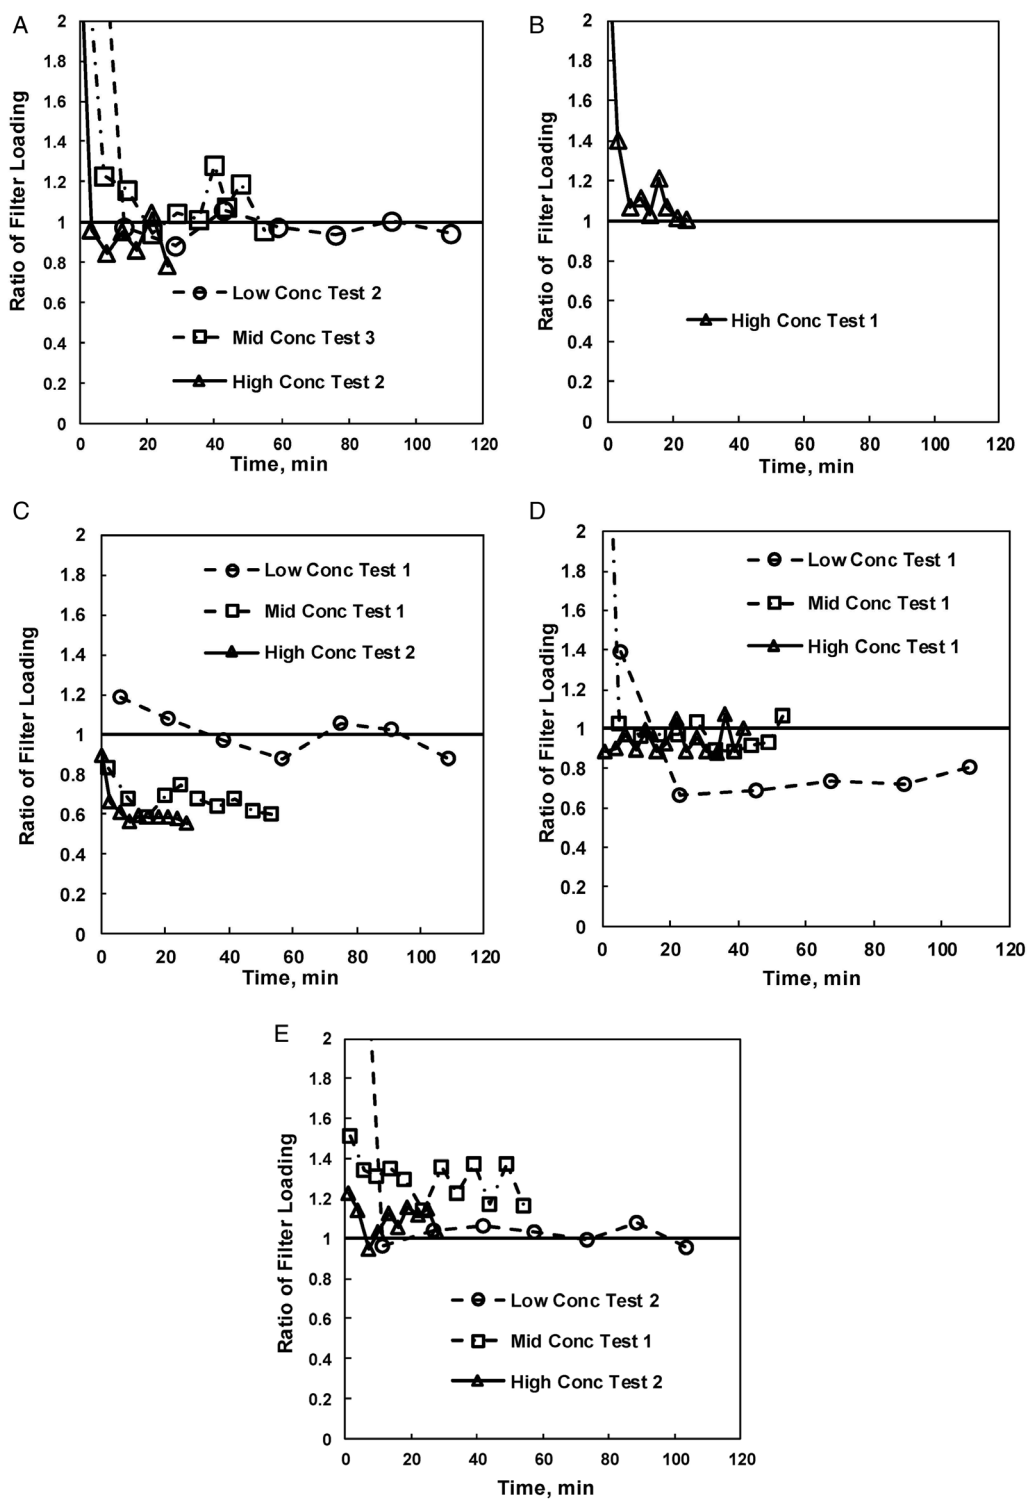 A
Ratio of Filter Loading
2
1.8
1.6
1.4
1.2
1
0.8
0.6
0.4
0.2
0
Low Conc Test 2
Mid Conc Test 3
High Conc Test 2
0 20 40 60 80 100 120
Time, min
B
Ratio of Filter Loading
2
1.8
1.6
1.4
1.2
1
0.8
0.6
0.4
0.2
0
High Conc Test 1
0 20 40 60 80 100 120
Time, min
C
Ratio of Filter Loading
2
1.8
1.6
1.4
1.2
1
0.8
0.6
0.4
0.2
0
Low Conc Test 1
Mid Conc Test 1
High Conc Test 2
0 20 40 60 80 100 120
Time, min
D
Ratio of Filter Loading
2
1.8
1.6
1.4
1.2
1
0.8
0.6
0.4
0.2
0
Low Conc Test 1
Mid Conc Test 1
High Conc Test 1
0 20 40 60 80 100 120
Time, min
E
Ratio of Filter Loading
2
1.8
1.6
1.4
1.2
1
0.8
0.6
0.4
0.2
0
Low Conc Test 2
Mid Conc Test 1
High Conc Test 2
0 20 40 60 80 100 120
Time, min